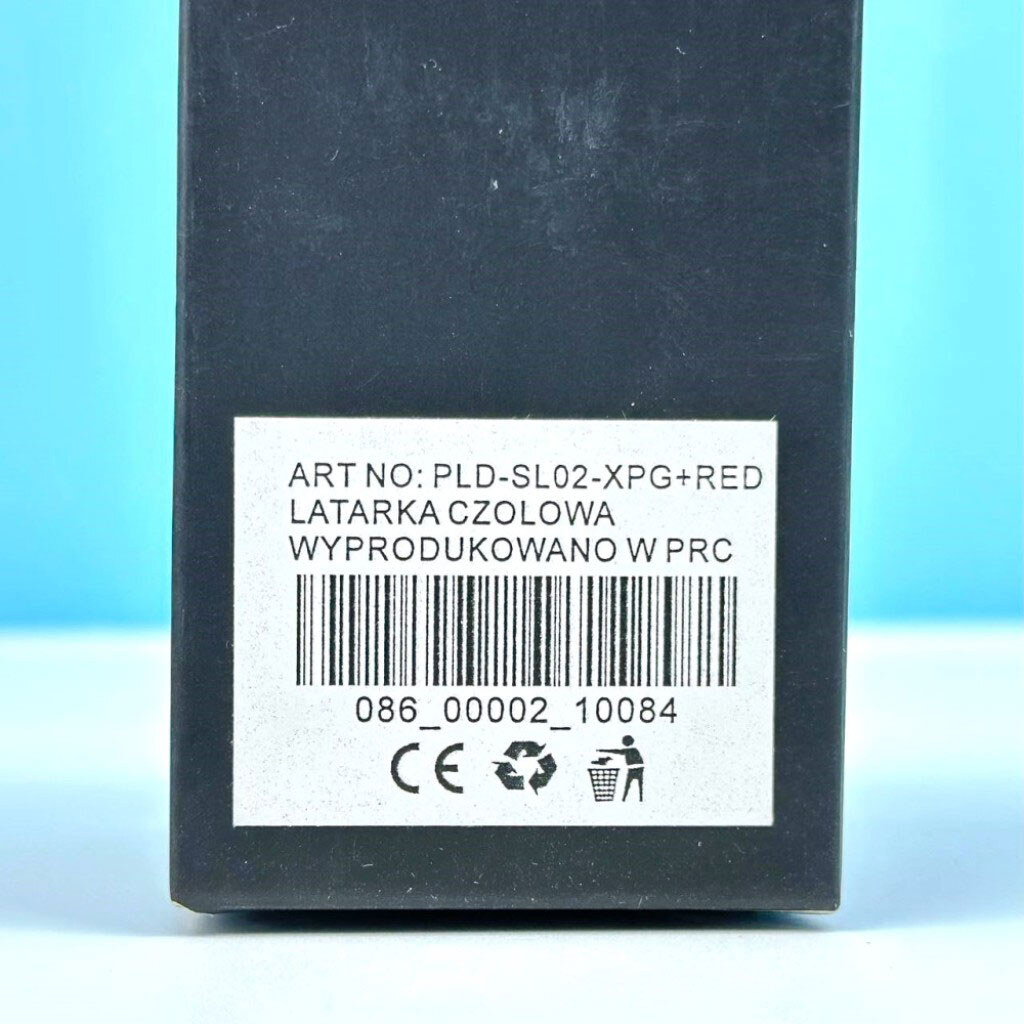 ART NO: PLD-SL02-XPG+RED
LATARKA CZOLOWA
WYPRODUKOWANO W PRC
086_00002_10084
CE